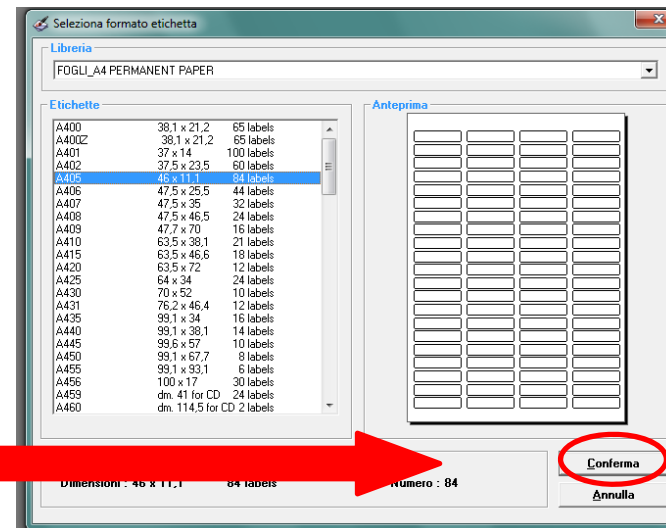 Seleziona formato etichetta
Libreria
FOGLI_A4 PERMANENT PAPER
Etichette
Anteprima
A400 38,1 x 21,2 65 labels
A400Z 38,1 x 21,2 65 labels
A401 37 x 14 100 labels
A402 37,5 x 23,5 60 labels
A405 46 x 11,1 84 labels
A406 47,5 x 25,5 44 labels
A407 47,5 x 35 32 labels
A408 47,5 x 46,5 24 labels
A409 47,7 x 70 16 labels
A410 63,5 x 38,1 21 labels
A415 63,5 x 46,6 18 labels
A420 63,5 x 72 12 labels
A425 64 x 34 24 labels
A430 70 x 52 10 labels
A431 76,2 x 46,4 12 labels
A435 99,1 x 34 16 labels
A440 99,1 x 38,1 14 labels
A445 99,6 x 57 10 labels
A450 99,1 x 67,7 8 labels
A455 99,1 x 93,1 6 labels
A456 100 x 17 30 labels
A459 dm. 41 for CD 24 labels
A460 dm. 114,5 for CD 2 labels
Conferma
Dimensioni : 46 x 11,1 84 labels Numero : 84
Annulla